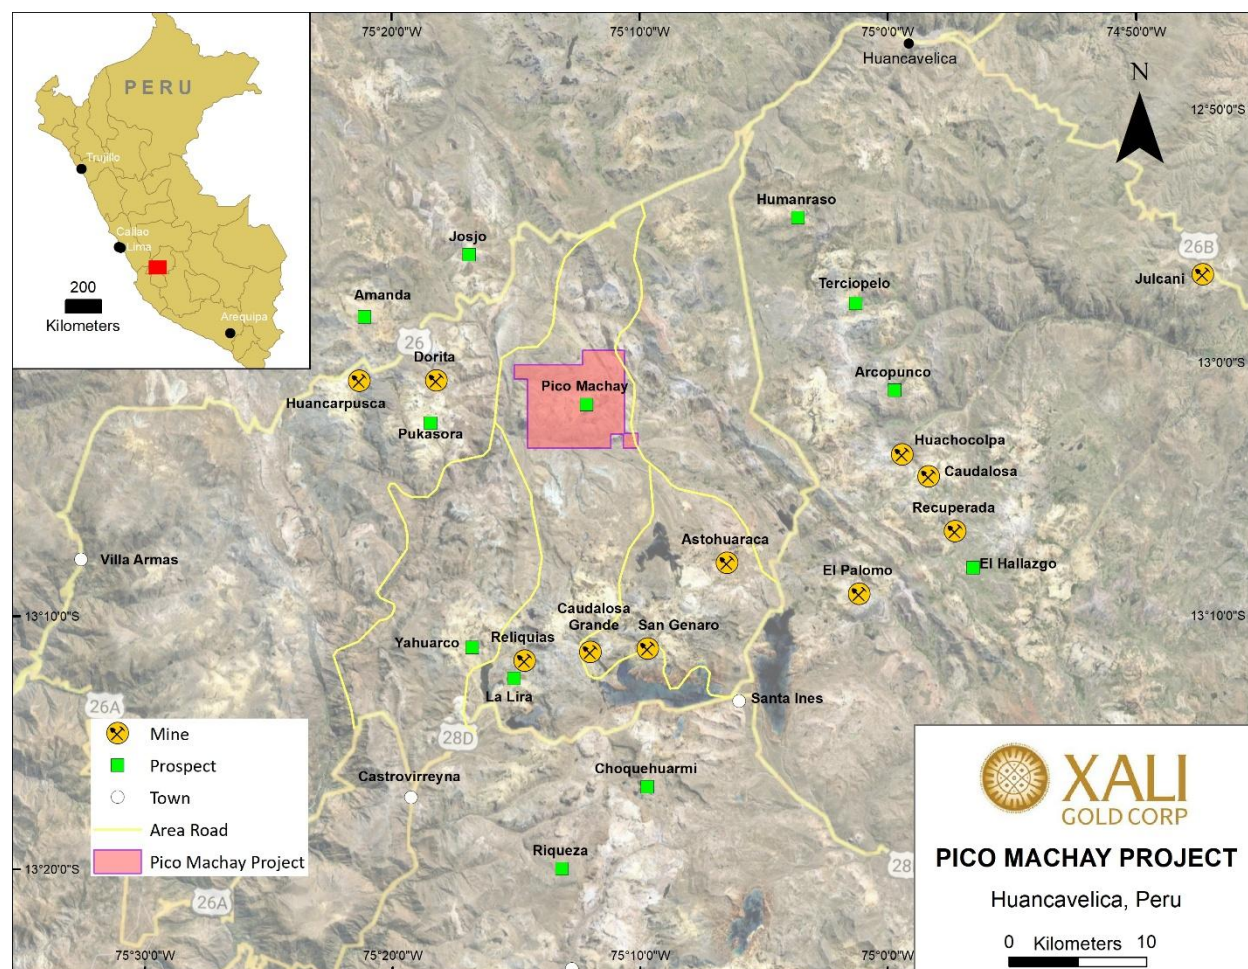 75°20'0"W
75°10'0"W
75°0'0"W
74°50'0"W
PERU
Trujillo
Callao
Lima
Arequipa
200
Kilometers
Huancavelica
N
12°50'0"S
Humanraso
Josjo
26B
Julcani
Terciopelo
Amanda
26
Dorita
13°0'0"S
Huancarpusca
Pico Machay
Arcopunco
Pukasora
Huachocolpa
Caudalosa
Recuperada
Astohuaraca
Villa Armas
El Palomo
El Hallazgo
13°10'0"S
13°10'0"S
Caudalosa
Grande
San Genaro
Yahuarco
Reliquias
La Lira
Santa Ines
26A
28D
Mine
Prospect
Town
Area Road
Pico Machay Project
Castrovirreyna
Choquehuarmi
Riqueza
13°20'0"S
28
26A
XALI
GOLD CORP
PICO MACHAY PROJECT
Huancavelica, Peru
0 Kilometers 10
75°30'0"W
75°20'0"W
75°10'0"W
75°0'0"W